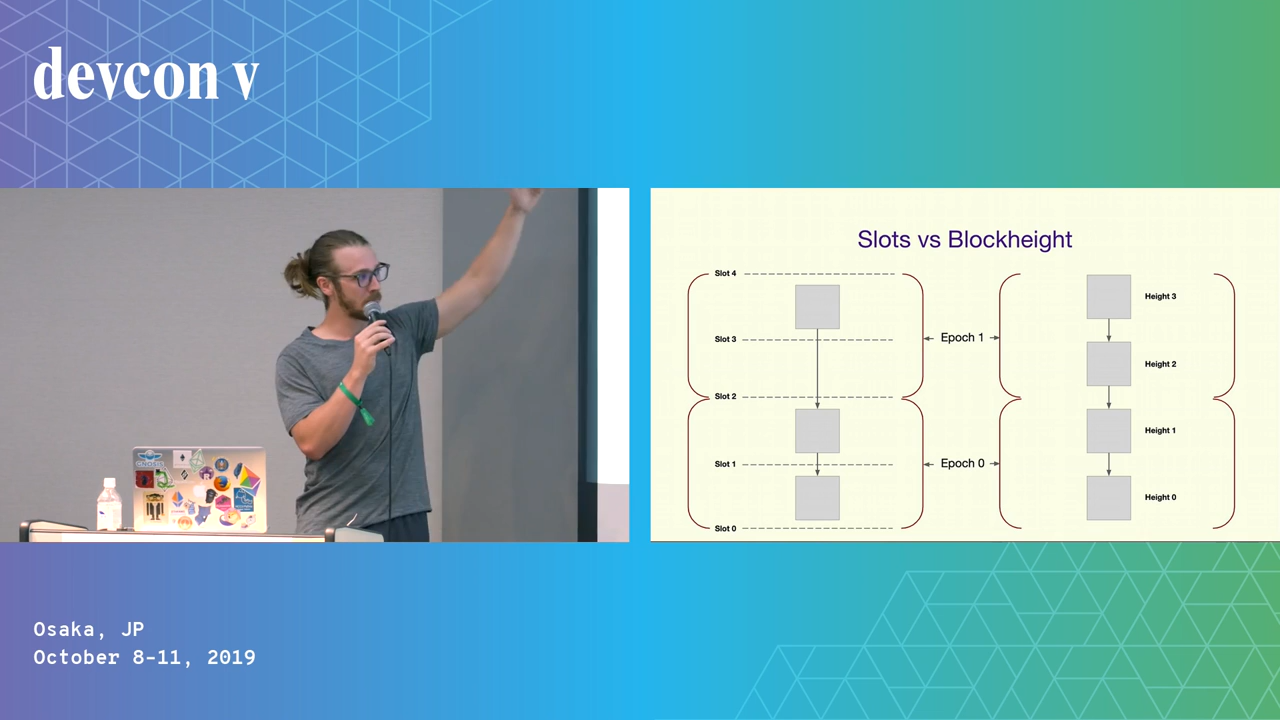 devcon v
Slots vs Blockheight
Slot 4
Slot 3
Slot 2
Slot 1
Slot 0
Epoch 1
Epoch 0
Height 3
Height 2
Height 1
Height 0
GNOSIS
Osaka, JP
October 8-11, 2019